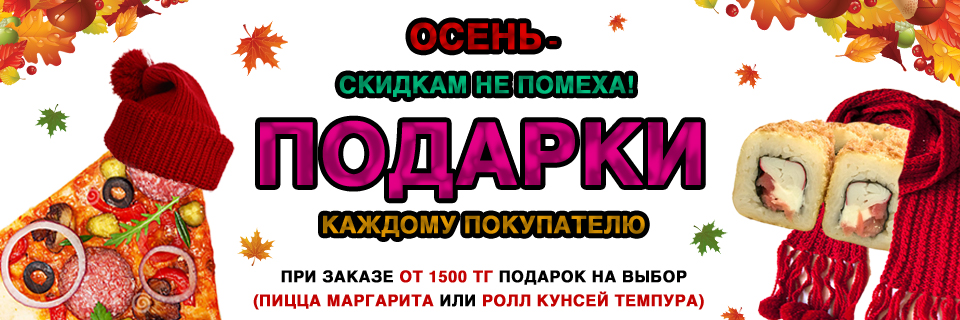 ОСЕНЬ-
СКИДКАМ НЕ ПОМЕХА!
ПОДАРКИ
КАЖДОМУ ПОКУПАТЕЛЮ
ПРИ ЗАКАЗЕ ОТ 1500 ТГ ПОДАРОК НА ВЫБОР
(ПИЦЦА МАРГАРИТА ИЛИ РОЛЛ КУНСЕЙ ТЕМПУРА)